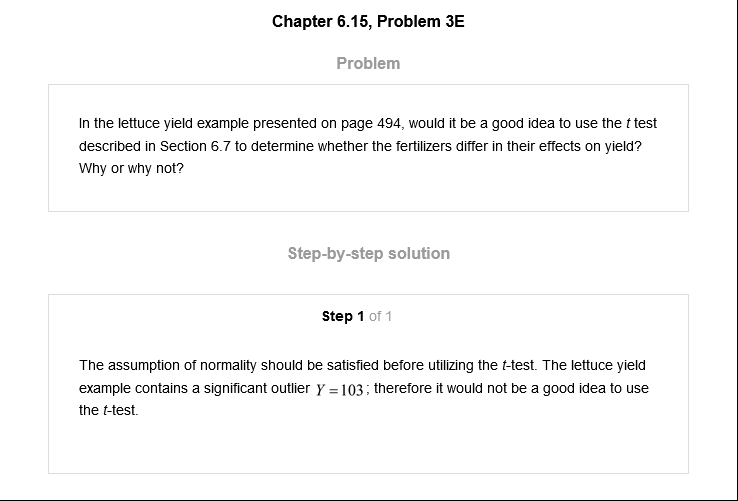 Chapter 6.15, Problem 3E
Problem
In the lettuce yield example presented on page 494, would it be a good idea to use the t test
described in Section 6.7 to determine whether the fertilizers differ in their effects on yield?
Why or why not?
Step-by-step solution
Step 1 of 1
The assumption of normality should be satisfied before utilizing the t-test. The lettuce yield
example contains a significant outlier Y = 103; therefore it would not be a good idea to use
the t-test.